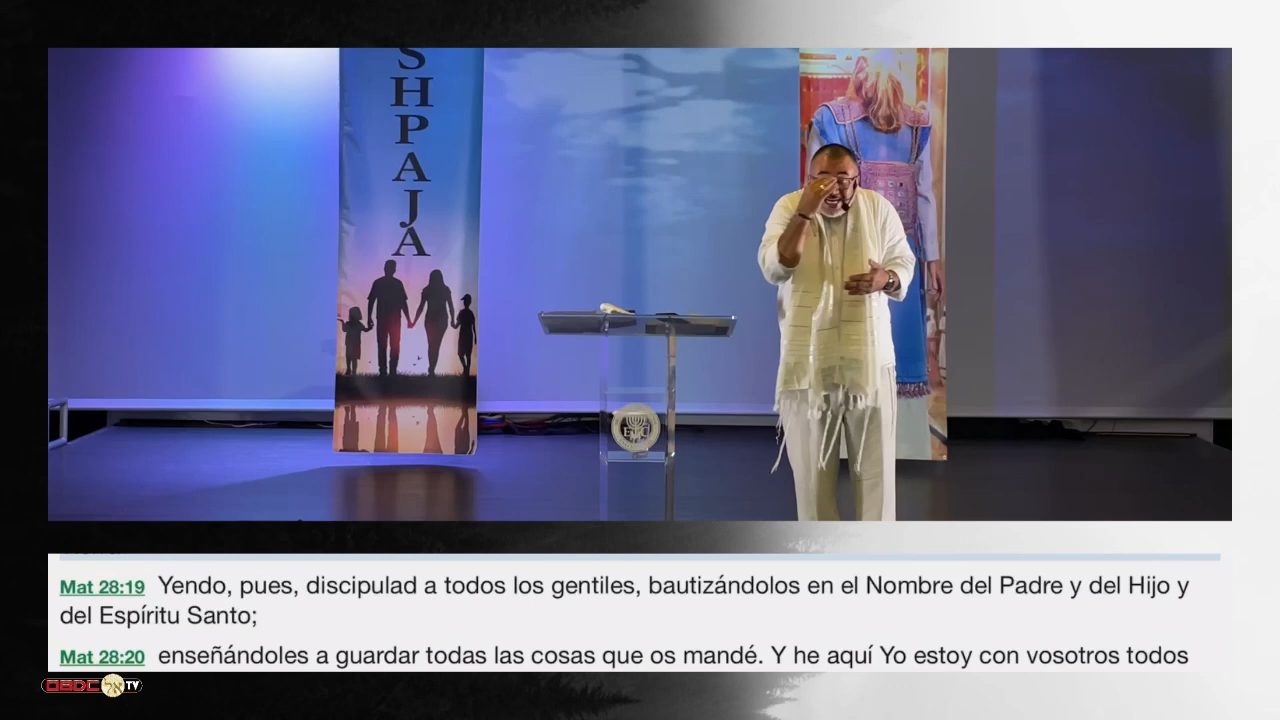 S
H
P
A
J
A
Mat 28:19 Yendo, pues, discipulad a todos los gentiles, bautizándolos en el Nombre del Padre y del Hijo y
del Espíritu Santo;
Mat 28:20 enseñándoles a guardar todas las cosas que os mandé. Y he aquí Yo estoy con vosotros todos
אל TV